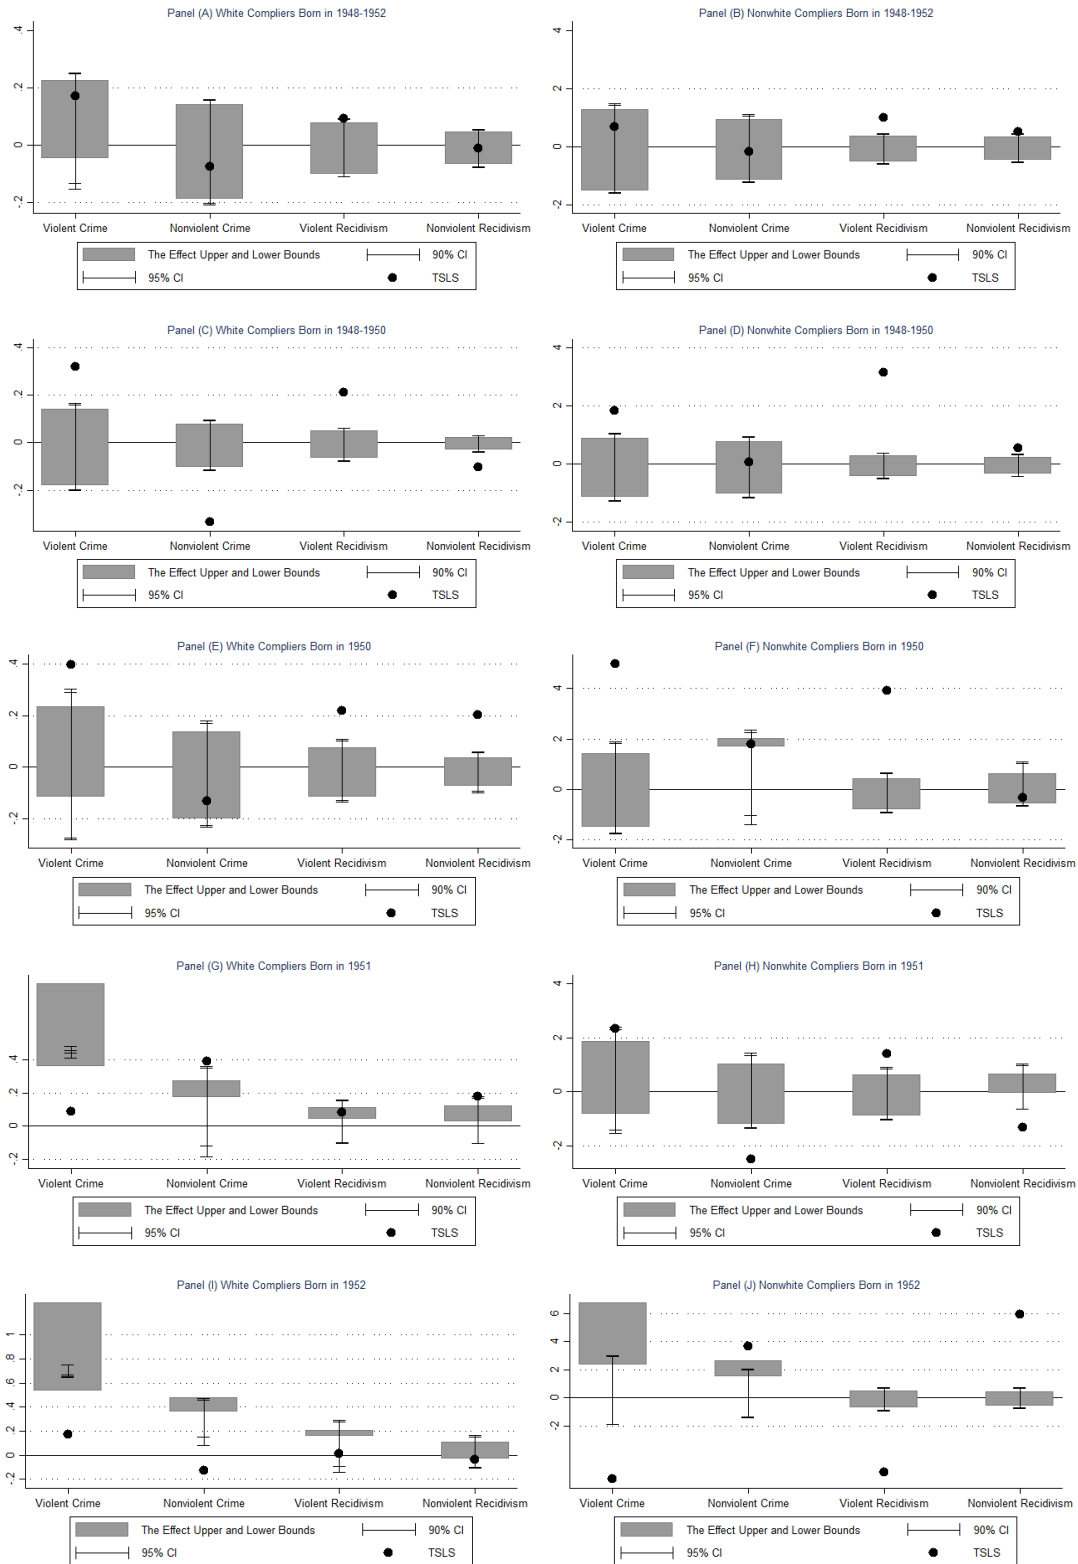 Panel (A) White Compliers Born in 1948-1952
.4
.2
0
-.2
Violent Crime Nonviolent Crime Violent Recidivism Nonviolent Recidivism
The Effect Upper and Lower Bounds 90% CI
95% CI TSLS
Panel (B) Nonwhite Compliers Born in 1948-1952
4
2
0
-2
Violent Crime Nonviolent Crime Violent Recidivism Nonviolent Recidivism
The Effect Upper and Lower Bounds 90% CI
95% CI TSLS
Panel (C) White Compliers Born in 1948-1950
.4
.2
0
-.2
Violent Crime Nonviolent Crime Violent Recidivism Nonviolent Recidivism
The Effect Upper and Lower Bounds 90% CI
95% CI TSLS
Panel (D) Nonwhite Compliers Born in 1948-1950
4
2
0
-2
Violent Crime Nonviolent Crime Violent Recidivism Nonviolent Recidivism
The Effect Upper and Lower Bounds 90% CI
95% CI TSLS
Panel (E) White Compliers Born in 1950
.4
.2
0
-.2
Violent Crime Nonviolent Crime Violent Recidivism Nonviolent Recidivism
The Effect Upper and Lower Bounds 90% CI
95% CI TSLS
Panel (F) Nonwhite Compliers Born in 1950
4
2
0
-2
Violent Crime Nonviolent Crime Violent Recidivism Nonviolent Recidivism
The Effect Upper and Lower Bounds 90% CI
95% CI TSLS
Panel (G) White Compliers Born in 1951
.4
.2
0
-.2
Violent Crime Nonviolent Crime Violent Recidivism Nonviolent Recidivism
The Effect Upper and Lower Bounds 90% CI
95% CI TSLS
Panel (H) Nonwhite Compliers Born in 1951
4
2
0
-2
Violent Crime Nonviolent Crime Violent Recidivism Nonviolent Recidivism
The Effect Upper and Lower Bounds 90% CI
95% CI TSLS
Panel (I) White Compliers Born in 1952
1
.8
.6
.4
.2
0
-.2
Violent Crime Nonviolent Crime Violent Recidivism Nonviolent Recidivism
The Effect Upper and Lower Bounds 90% CI
95% CI TSLS
Panel (J) Nonwhite Compliers Born in 1952
6
4
2
0
-2
Violent Crime Nonviolent Crime Violent Recidivism Nonviolent Recidivism
The Effect Upper and Lower Bounds 90% CI
95% CI TSLS